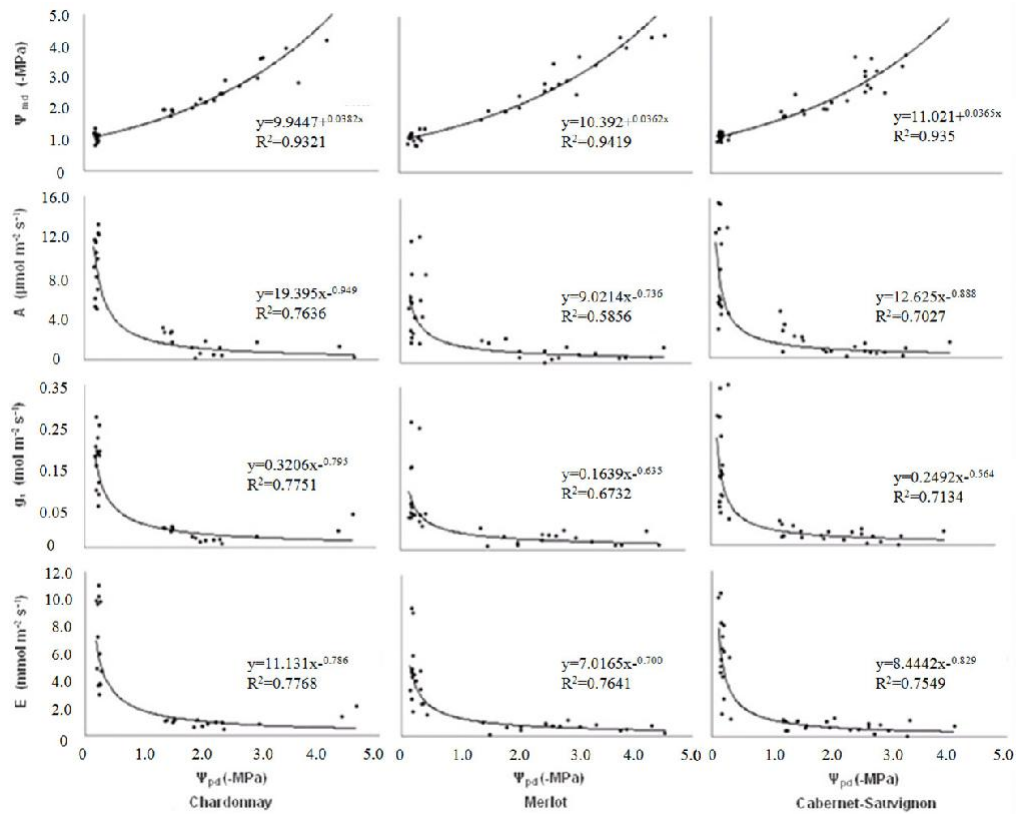 5.0
4.0
3.0
2.0
1.0
0
Ψmd (-MPa)
y=9.9447+0.0382x
R2=0.9321
y=10.392+0.0362x
R2=0.9419
y=11.021+0.0365x
R2=0.935
16.0
12.0
8.0
4.0
0
A (µmol m-2 s-1)
y=19.395x-0.949
R2=0.7636
y=9.0214x-0.736
R2=0.5856
y=12.625x-0.888
R2=0.7027
0.35
0.25
0.15
0.05
0
gs (mol m-2 s-1)
y=0.3206x-0.795
R2=0.7751
y=0.1639x-0.635
R2=0.6732
y=0.2492x-0.564
R2=0.7134
12.0
10.0
8.0
6.0
4.0
2.0
0
E (mmol m-2 s-1)
y=11.131x-0.786
R2=0.7768
y=7.0165x-0.700
R2=0.7641
y=8.4442x-0.829
R2=0.7549
0 1.0 2.0 3.0 4.0 5.0
0 1.0 2.0 3.0 4.0 5.0
0 1.0 2.0 3.0 4.0 5.0
Ψpd (-MPa)
Ψpd (-MPa)
Ψpd (-MPa)
Chardonnay
Merlot
Cabernet-Sauvignon